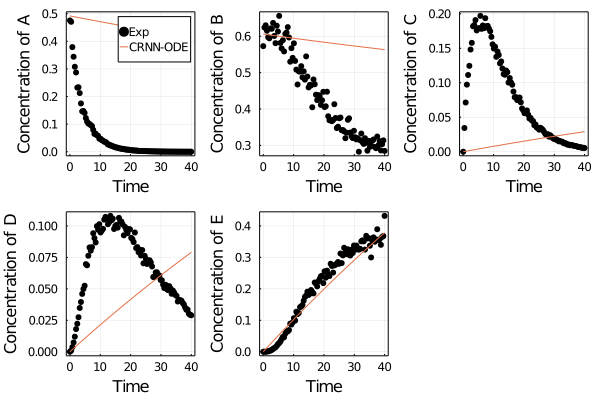 Concentration of A
0.5
0.4
0.3
0.2
0.1
0.0
0 10 20 30 40
Time
Exp
CRNN-ODE
Concentration of B
0.6
0.5
0.4
0.3
0 10 20 30 40
Time
Concentration of C
0.20
0.15
0.10
0.05
0.00
0 10 20 30 40
Time
Concentration of D
0.100
0.075
0.050
0.025
0.000
0 10 20 30 40
Time
Concentration of E
0.4
0.3
0.2
0.1
0.0
0 10 20 30 40
Time